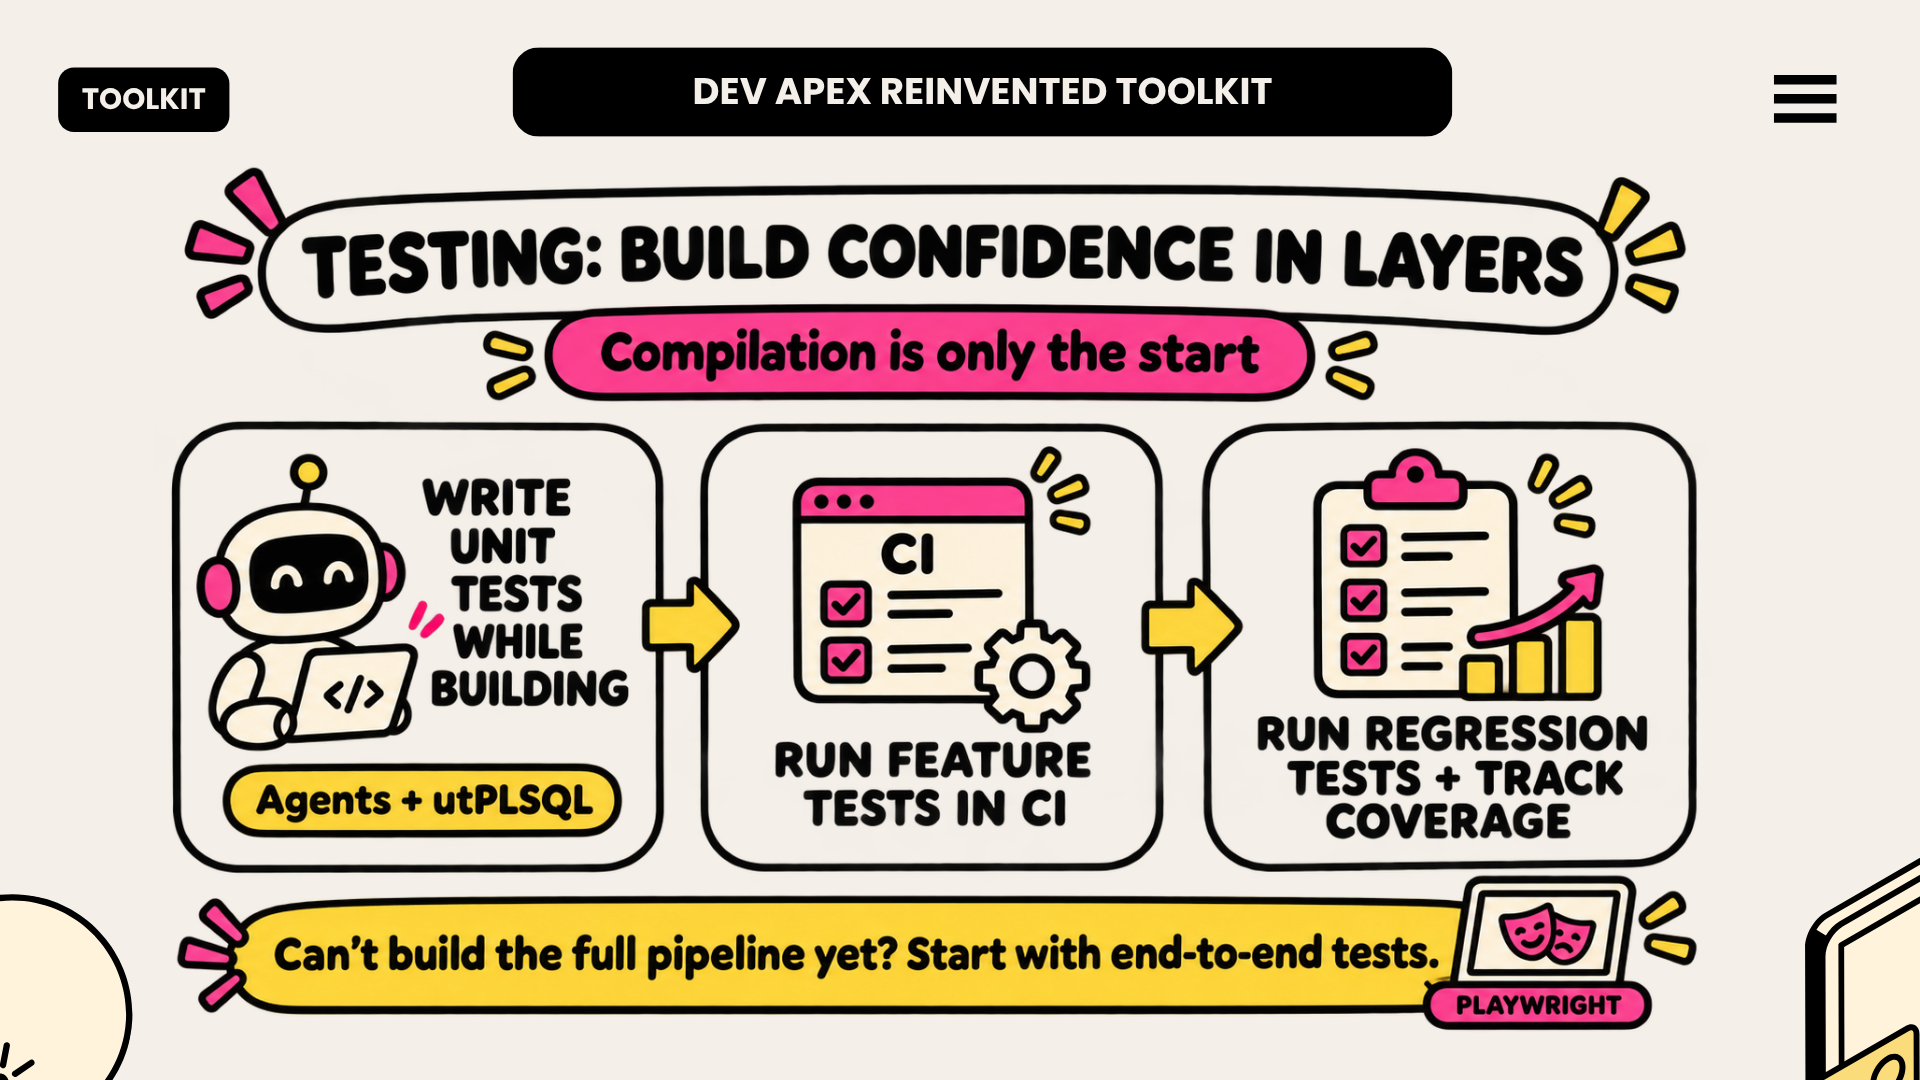 TOOLKIT
DEV APEX REINVENTED TOOLKIT
TESTING: BUILD CONFIDENCE IN LAYERS
Compilation is only the start
WRITE
UNIT
TESTS
WHILE
BUILDING
</>
Agents + utPLSQL
CI
RUN FEATURE
TESTS IN CI
RUN REGRESSION
TESTS + TRACK
COVERAGE
Can't build the full pipeline yet? Start with end-to-end tests.
PLAYWRIGHT